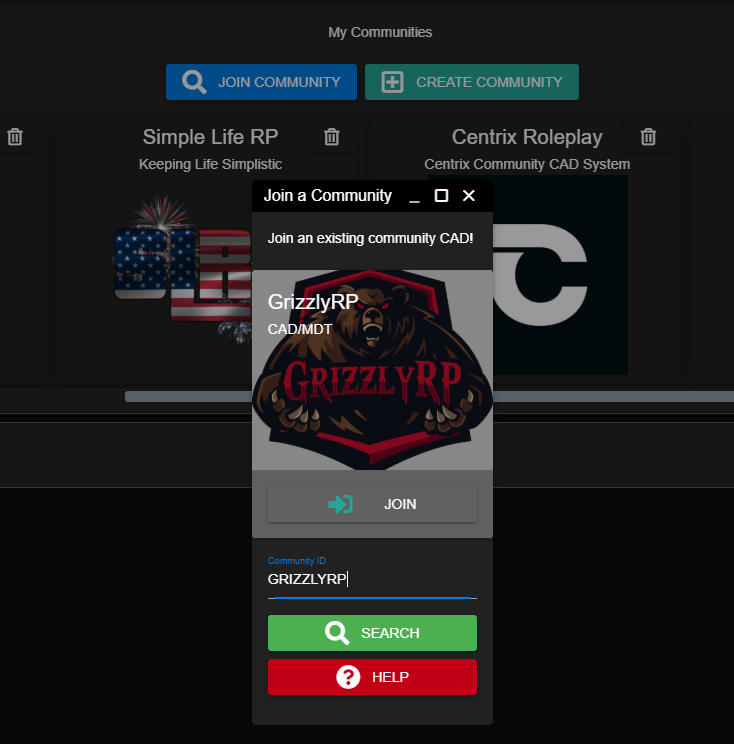 My Communities
JOIN COMMUNITY
CREATE COMMUNITY
Simple Life RP
Keeping Life Simplistic
Centrix Roleplay
Centrix Community CAD System
Join a Community
Join an existing community CAD!
GrizzlyRP
CAD/MDT
GRIZZLYRP
JOIN
Community ID
GRIZZLYRP
SEARCH
HELP